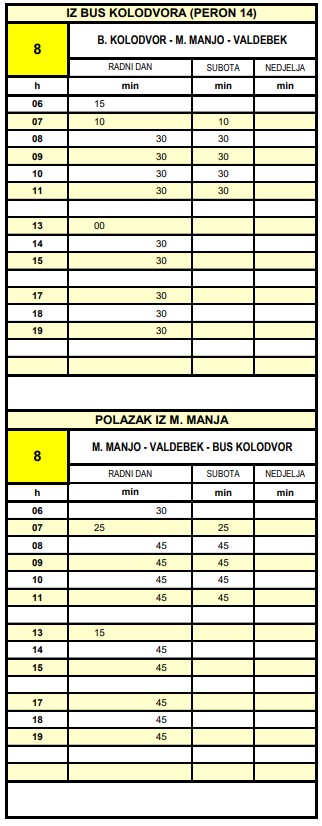 IZ BUS KOLODVORA (PERON 14)
8 B. KOLODVOR - M. MANJO - VALDEBEK
RADNI DAN SUBOTA NEDJELJA
h min min min
06 15
07 10 10
08 30 30
09 30 30
10 30 30
11 30 30
13 00
14 30
15 30
17 30
18 30
19 30
POLAZAK IZ M. MANJA
8 M. MANJO - VALDEBEK - BUS KOLODVOR
RADNI DAN SUBOTA NEDJELJA
h min min min
06 30
07 25 25
08 45 45
09 45 45
10 45 45
11 45 45
13 15
14 45
15 45
17 45
18 45
19 45